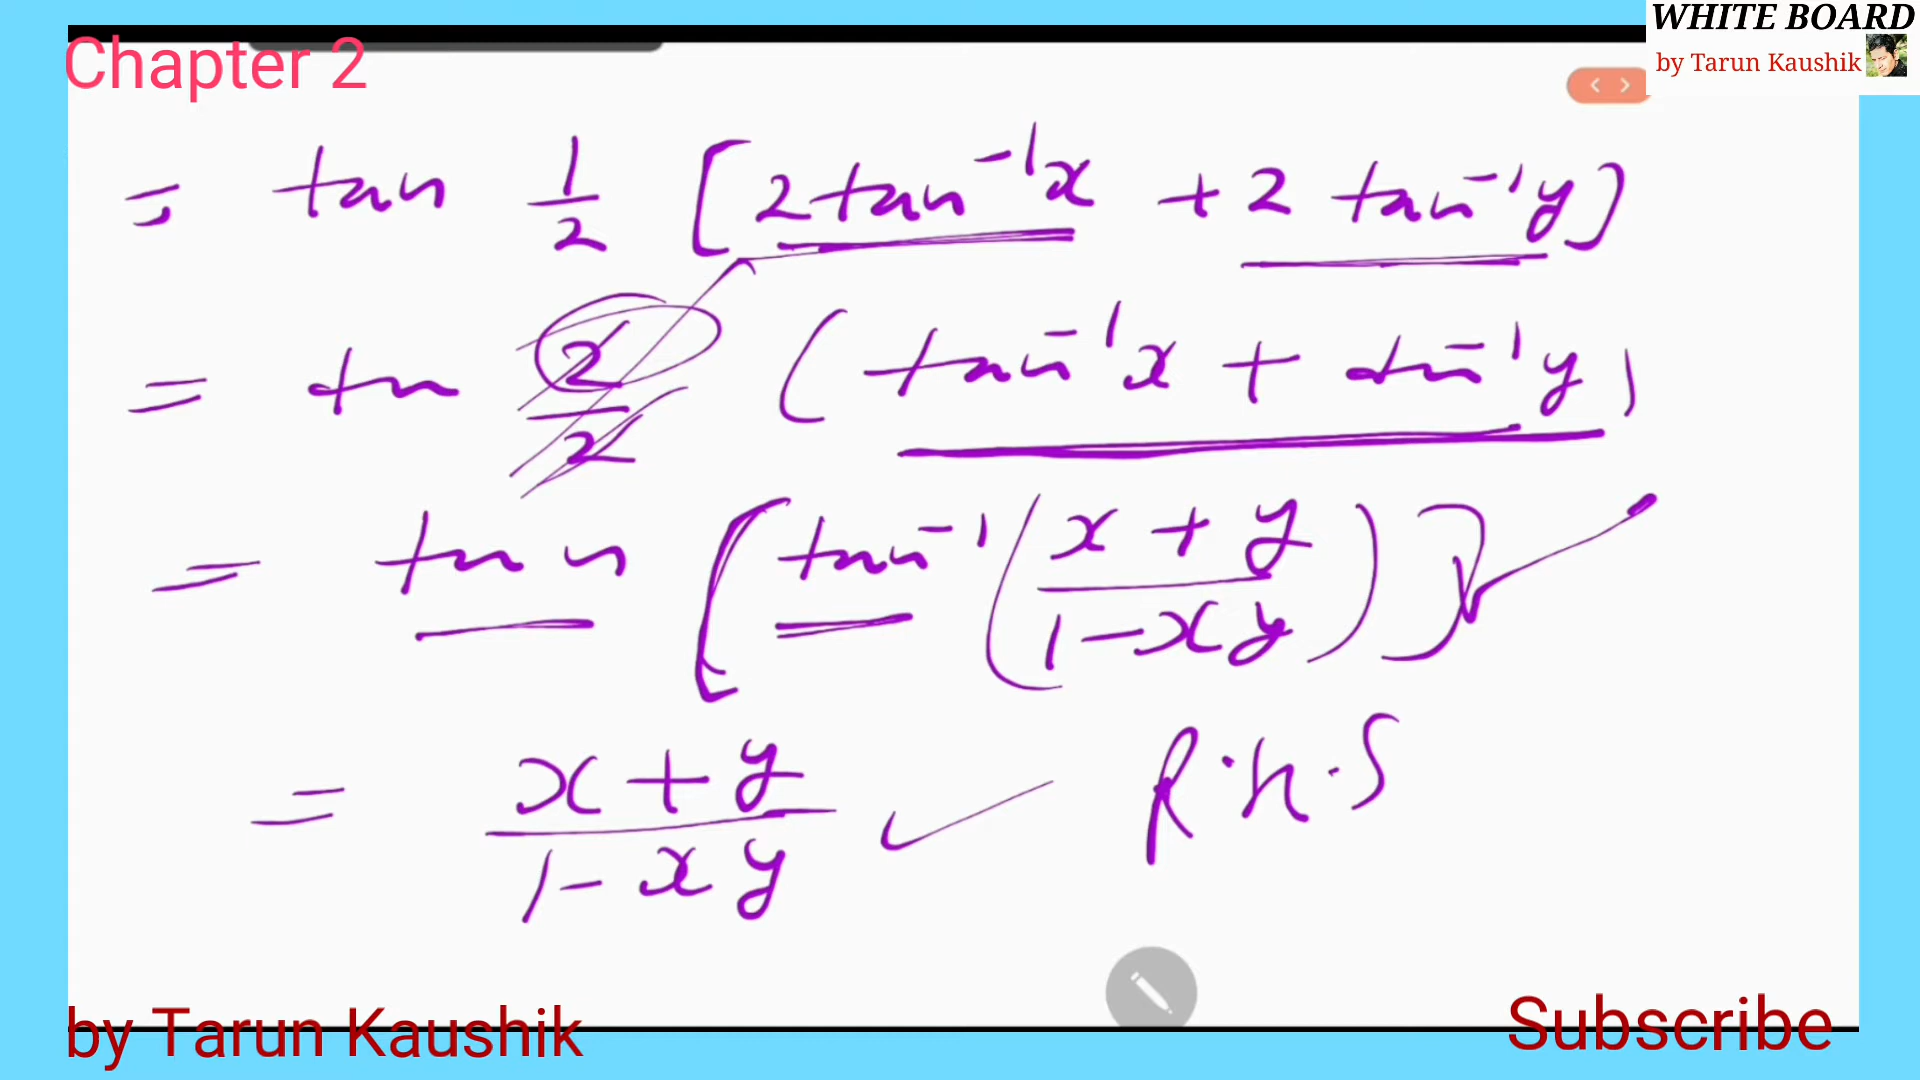 WHITE BOARD
by Tarun Kaushik
Chapter 2
= tan 1/2 [2tan⁻¹x + 2 tan⁻¹y]
= tan 2/2 (tan⁻¹x + tan⁻¹y)
= tan [tan⁻¹(x + y / 1-xy)]
= x + y / 1 - xy R.H.S
by Tarun Kaushik
Subscribe